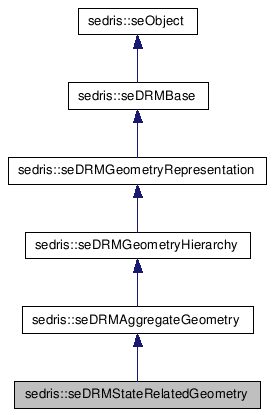 sedris::seObject
sedris::seDRMBase
sedris::seDRMGeometryRepresentation
sedris::seDRMGeometryHierarchy
sedris::seDRMAggregateGeometry
sedris::seDRMStateRelatedGeometry